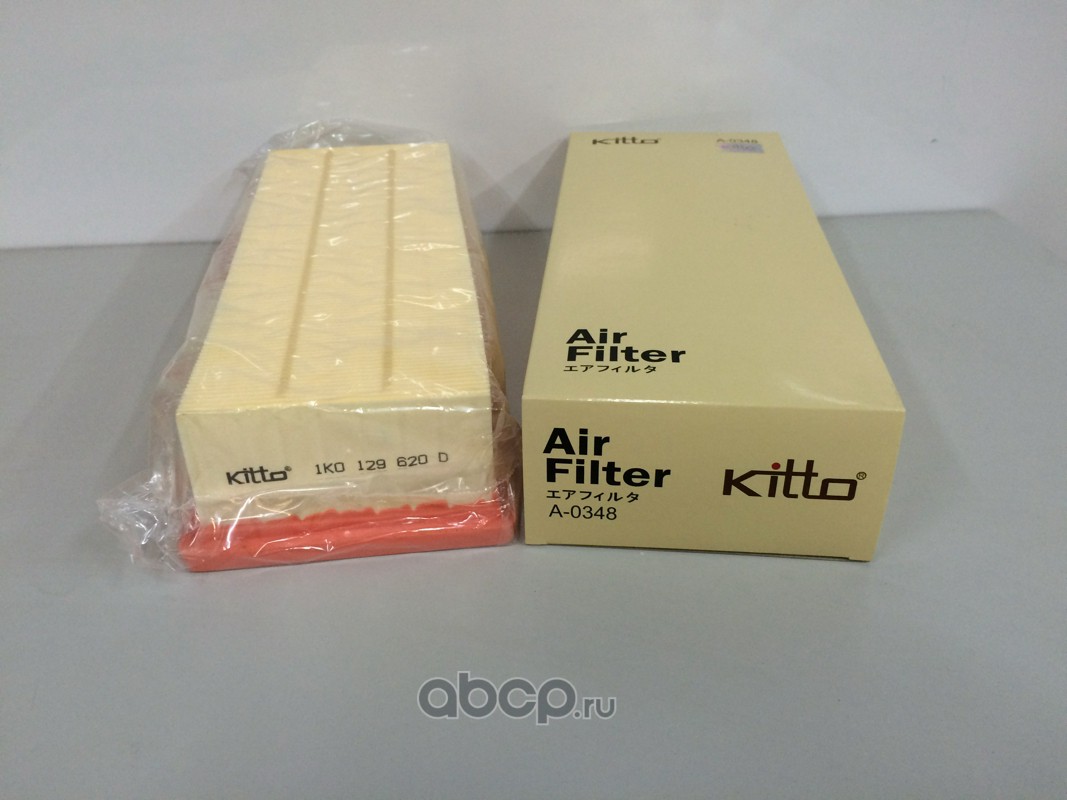 Kitto
A-0348
Air
Filter
エアフィルタ
Air
Filter
エアフィルタ
A-0348
Kitto®
Kitto® 1K0 129 620 D
abcp.ru